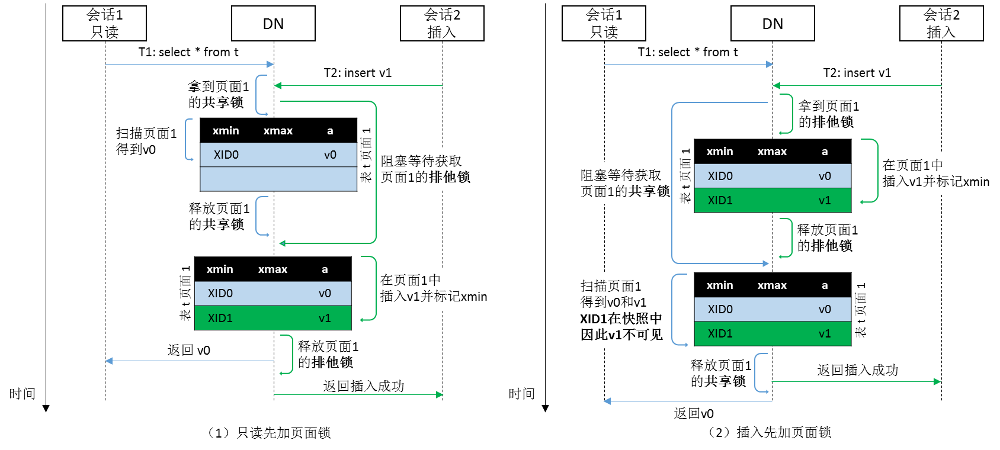 会话1
只读
DN
会话2
插入
T1: select * from t
T2: insert v1
拿到页面1
的共享锁
扫描页面1
得到v0
xmin xmax a
XID0 v0
表 t 页面 1
阻塞等待获取
页面1的排他锁
释放页面1
的共享锁
xmin xmax a
XID0 v0
XID1 v1
表 t 页面 1
在页面1中
插入v1并标记xmin
返回 v0
释放页面1
的排他锁
返回插入成功
时间
（1）只读先加页面锁
会话1
只读
DN
会话2
插入
T1: select * from t
T2: insert v1
拿到页面1
的排他锁
阻塞等待获取
页面1的共享锁
表 t 页面 1
xmin xmax a
XID0 v0
XID1 v1
在页面1中
插入v1并标记xmin
释放页面1
的排他锁
扫描页面1
得到v0和v1
XID1在快照中
因此v1不可见
xmin xmax a
XID0 v0
XID1 v1
表 t 页面 1
释放页面1
的共享锁
返回插入成功
返回v0
时间
（2）插入先加页面锁